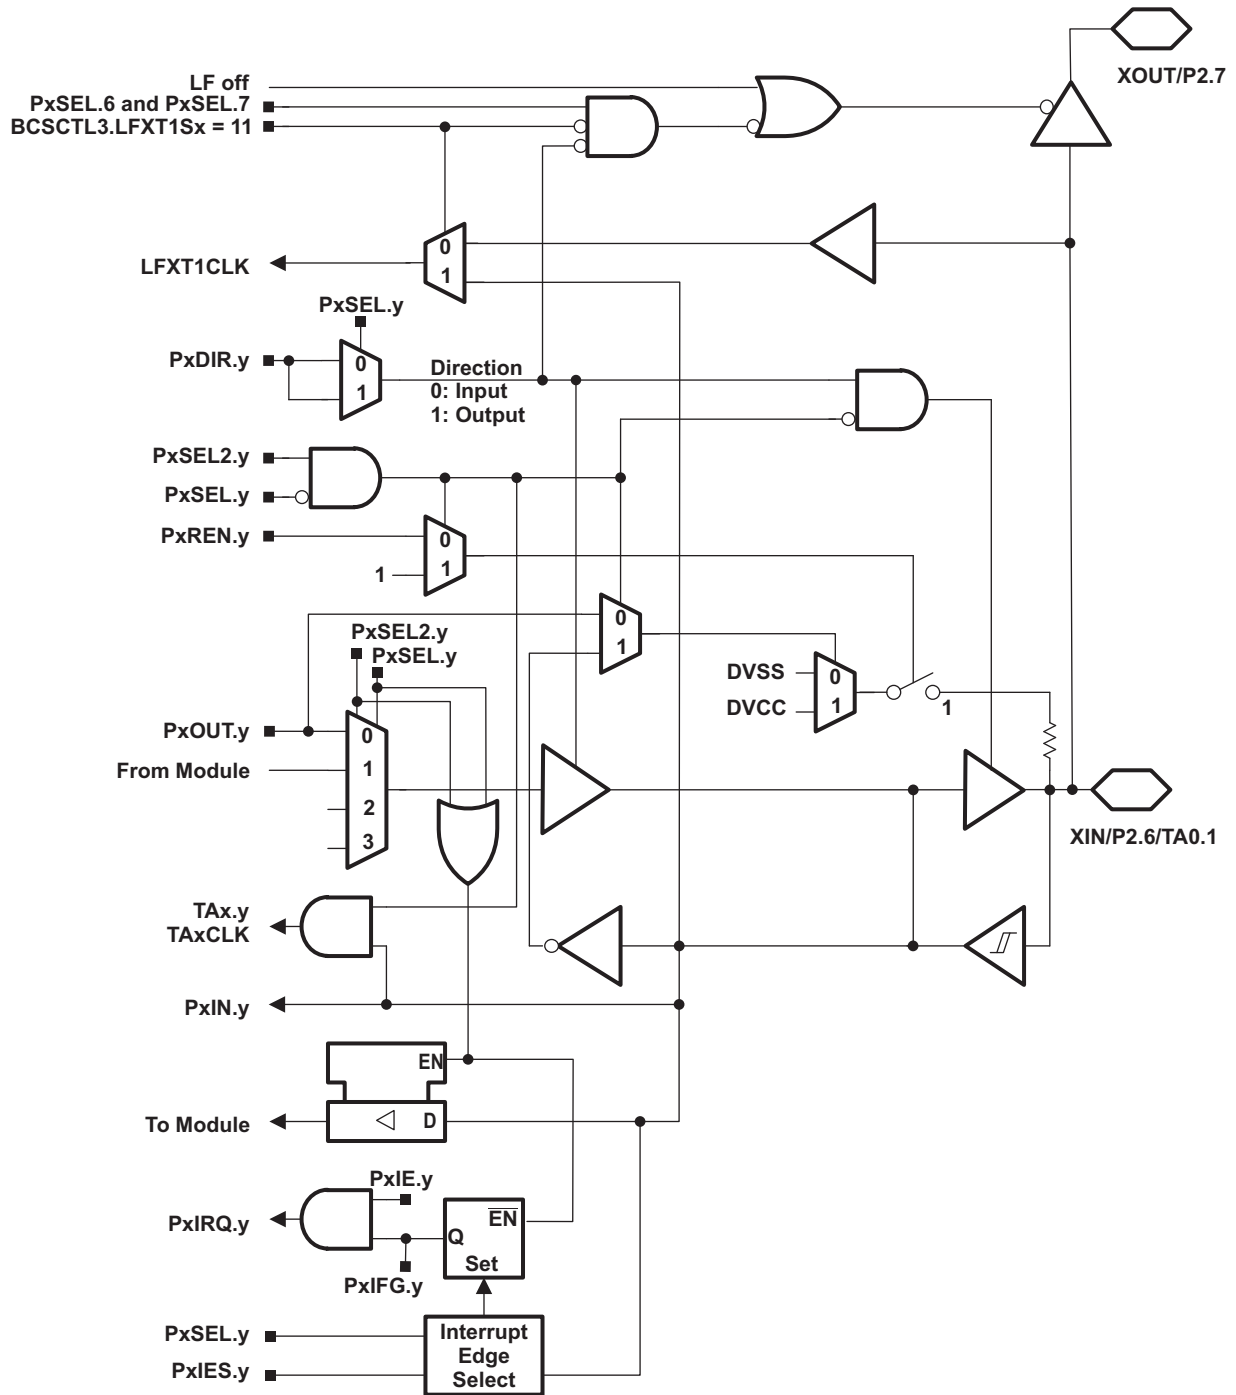 XOUT/P2.7
LF off
PxSEL.6 and PxSEL.7
BCSCTL3.LFXT1Sx = 11
0
1
LFXT1CLK
PxSEL.y
PxDIR.y
0
1
Direction
0: Input
1: Output
PxSEL2.y
PxSEL.y
PxREN.y
0
1
1
0
1
PxSEL2.y
PxSEL.y
DVSS
DVCC
0
1
1
PxOUT.y
0
From Module
1
2
3
XIN/P2.6/TA0.1
TAx.y
TAxCLK
PxIN.y
EN
To Module
D
PxIE.y
PxIRQ.y
EN
Q
Set
PxIFG.y
PxSEL.y
PxIES.y
Interrupt
Edge
Select